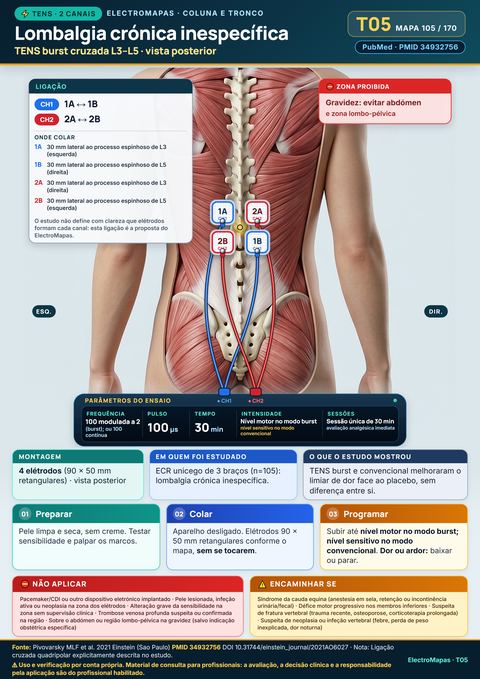 TENS · 2 CANAIS
ELECTROMAPAS · COLUNA E TRONCO
Lombalgia crónica inespecífica
TENS burst cruzada L3–L5 · vista posterior
T05 MAPA 105 / 170
PubMed · PMID 34932756
LIGAÇÃO
CH1 1A ↔ 1B
CH2 2A ↔ 2B
ONDE COLAR
1A 30 mm lateral ao processo espinhoso de L3
(esquerda)
1B 30 mm lateral ao processo espinhoso de L5
(direita)
2A 30 mm lateral ao processo espinhoso de L3
(direita)
2B 30 mm lateral ao processo espinhoso de L5
(esquerda)
O estudo não define com clareza que elétrodos
formam cada canal: esta ligação é a proposta do
ElectroMapas.
ZONA PROIBIDA
Gravidez: evitar abdómen
e zona lombo-pélvica
1A
2A
2B
1B
ESQ.
DIR.
CH1
CH2
PARÂMETROS DO ENSAIO
FREQUÊNCIA
100 modulada a 2
(burst); ou 100
contínua
PULSO
100 µs
TEMPO
30 min
INTENSIDADE
Nível motor no modo burst
nível sensitivo no modo
convencional
SESSÕES
Sessão única de 30 min
avaliação analgésica imediata
MONTAGEM
4 elétrodos (90 × 50 mm
retangulares) · vista posterior
EM QUEM FOI ESTUDADO
ECR unicego de 3 braços (n=105):
lombalgia crónica inespecífica.
O QUE O ESTUDO MOSTROU
TENS burst e convencional melhoraram o
limiar de dor face ao placebo, sem
diferença entre si.
01 Preparar
Pele limpa e seca, sem creme. Testar
sensibilidade e palpar os marcos.
02 Colar
Aparelho desligado. Elétrodos 90 ×
50 mm retangulares conforme o
mapa, sem se tocarem.
03 Programar
Subir até nível motor no modo burst;
nível sensitivo no modo
convencional. Dor ou ardor: baixar
ou parar.
NÃO APLICAR
Pacemaker/CDI ou outro dispositivo eletrónico implantado · Pele lesionada, infeção
ativa ou neoplasia na zona dos elétrodos · Alteração grave da sensibilidade na
zona sem supervisão clínica · Trombose venosa profunda suspeita ou confirmada
na região · Sobre o abdómen ou região lombo-pélvica na gravidez (salvo indicação
obstétrica específica)
ENCAMINHAR SE
Síndrome da cauda equina (anestesia em sela, retenção ou incontinência
urinária/fecal) · Défice motor progressivo nos membros inferiores · Suspeita
de fratura vertebral (trauma recente, osteoporose, corticoterapia prolongada)
· Suspeita de neoplasia ou infeção vertebral (febre, perda de peso
inexplicada, dor noturna)
Fonte: Pivovarsky MLF et al. 2021 Einstein (Sao Paulo) PMID 34932756 DOI 10.31744/einstein_journal/2021AO6027 · Nota: Ligação
cruzada quadripolar explicitamente descrita no estudo.
Uso e verificação por conta própria. Material de consulta para profissionais: a avaliação, a decisão clínica e a responsabilidade
pela aplicação são do profissional habilitado.
ElectroMapas · T05